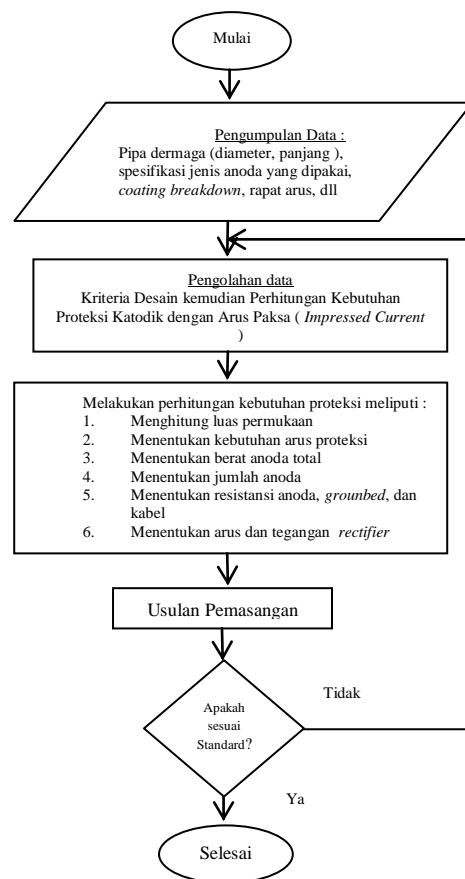 Mulai
Pengumpulan Data :
Pipa dermaga (diameter, panjang ),
spesifikasi jenis anoda yang dipakai,
coating breakdown, rapat arus, dll
Pengolahan data
Kriteria Desain kemudian Perhitungan Kebutuhan
Proteksi Katodik dengan Arus Paksa ( Impressed Current
)
Melakukan perhitungan kebutuhan proteksi meliputi :
1. Menghitung luas permukaan
2. Menentukan kebutuhan arus proteksi
3. Menentukan berat anoda total
4. Menentukan jumlah anoda
5. Menentukan resistansi anoda, grounbed, dan
kabel
6. Menentukan arus dan tegangan rectifier
Usulan Pemasangan
Apakah
sesuai
Standard?
Tidak
Ya
Selesai